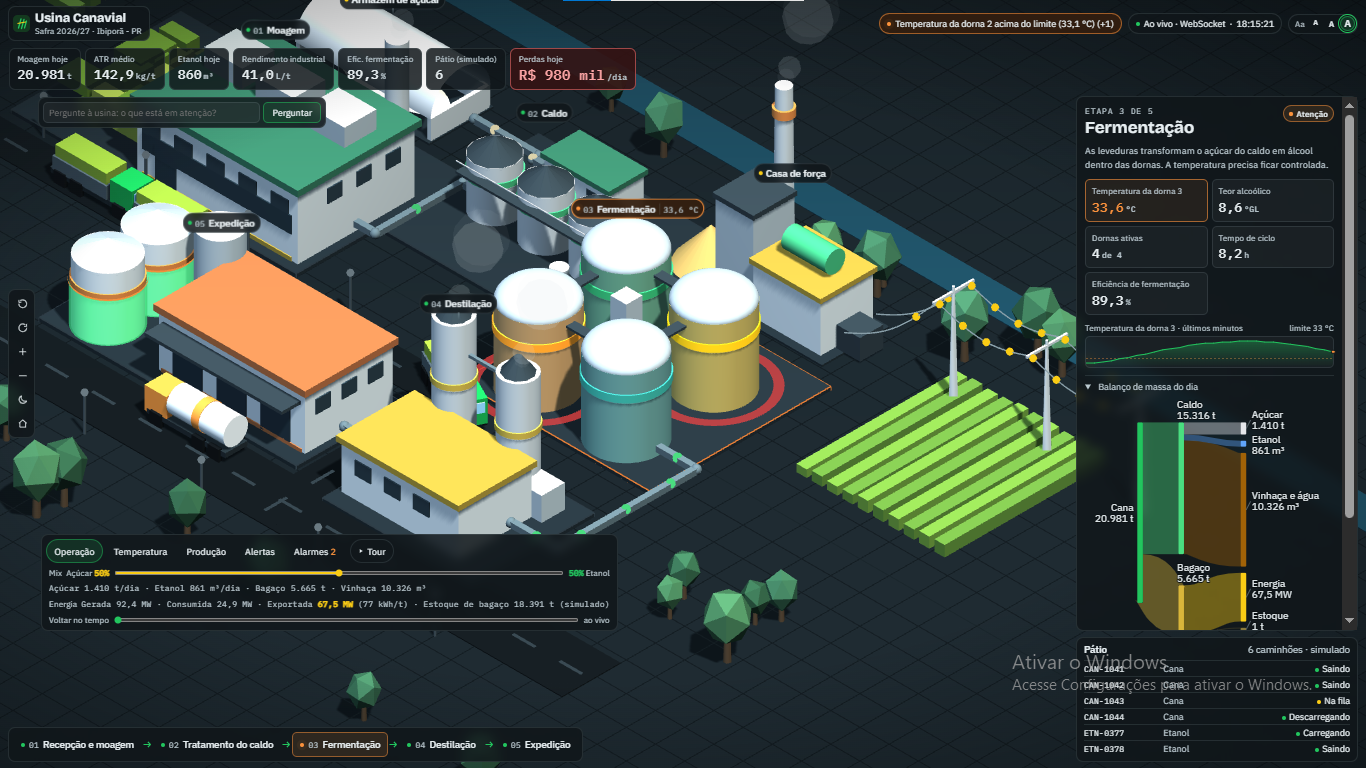 Armazém de açúcar
Usina Canavial
Safra 2026/27 · Ibiporã - PR
01 Moagem
Temperatura da dorna 2 acima do limite (33,1 °C) (+1)
Ao vivo · WebSocket · 18:15:21
Aa A A A
Moagem hoje
20.981 t
ATR médio
142,9 kg/t
Etanol hoje
860 m³
Rendimento industrial
41,0 L/t
Efic. fermentação
89,3 %
Pátio (simulado)
6
Perdas hoje
R$ 980 mil /dia
Pergunte à usina: o que está em atenção?
Perguntar
02 Caldo
Casa de força
03 Fermentação 33,6 °C
05 Expedição
04 Destilação
ETAPA 3 DE 5
Atenção
Fermentação
As leveduras transformam o açúcar do caldo em álcool
dentro das dornas. A temperatura precisa ficar controlada.
Temperatura da dorna 3
33,6 °C
Teor alcoólico
8,6 °GL
Dornas ativas
4 de 4
Tempo de ciclo
8,2 h
Eficiência de fermentação
89,3 %
Temperatura da dorna 3 · últimos minutos limite 33 °C
▼ Balanço de massa do dia
Caldo
15.316 t
Açúcar
1.410 t
Etanol
861 m³
Vinhaça e água
10.326 m³
Cana
20.981 t
Bagaço
5.665 t
Energia
67,5 MW
Estoque
1 t
Operação Temperatura Produção Alertas Alarmes 2 Tour
Mix Açúcar 50% 50% Etanol
Açúcar 1.410 t/dia · Etanol 861 m³/dia · Bagaço 5.665 t · Vinhaça 10.326 m³
Energia Gerada 92,4 MW · Consumida 24,9 MW · Exportada 67,5 MW (77 kWh/t) · Estoque de bagaço 18.391 t (simulado)
Voltar no tempo ao vivo
Pátio 6 caminhões · simulado
CAN-1041 Cana Saindo
CAN-1042 Cana Saindo
CAN-1043 Cana Na fila
CAN-1044 Cana Descarregando
ETN-0377 Etanol Carregando
ETN-0378 Etanol Saindo
Ativar o Windows
Acesse Configurações para ativar o Windows.
01 Recepção e moagem → 02 Tratamento do caldo → 03 Fermentação → 04 Destilação → 05 Expedição